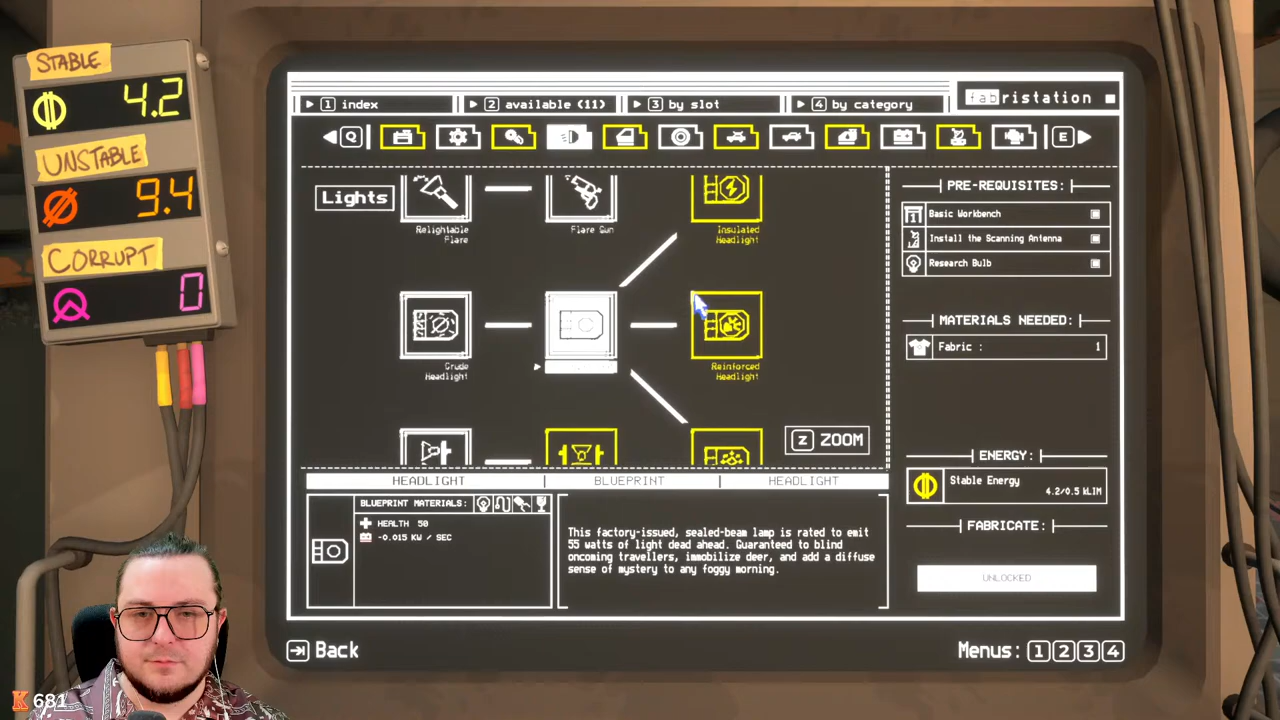 STABLE
4.2
UNSTABLE
9.4
CORRUPT
0
fabristation
1 index
2 available (11)
3 by slot
4 by category
Q
E
Lights
Relightable
Flare
Flare Gun
Insulated
Headlight
Crude
Headlight
Reinforced
Headlight
Z ZOOM
HEADLIGHT
BLUEPRINT
HEADLIGHT
BLUEPRINT MATERIALS:
HEALTH 50
-0.015 KW / SEC
This factory-issued, sealed-beam lamp is rated to emit
55 watts of light dead ahead. Guaranteed to blind
oncoming travellers, immobilize deer, and add a diffuse
sense of mystery to any foggy morning.
PRE-REQUISITES:
Basic Workbench
Install the Scanning Antenna
Research Bulb
MATERIALS NEEDED:
Fabric : 1
ENERGY:
Stable Energy
4.2/0.5 kLIM
FABRICATE:
UNLOCKED
Back
Menus: 1 2 3 4
K 681